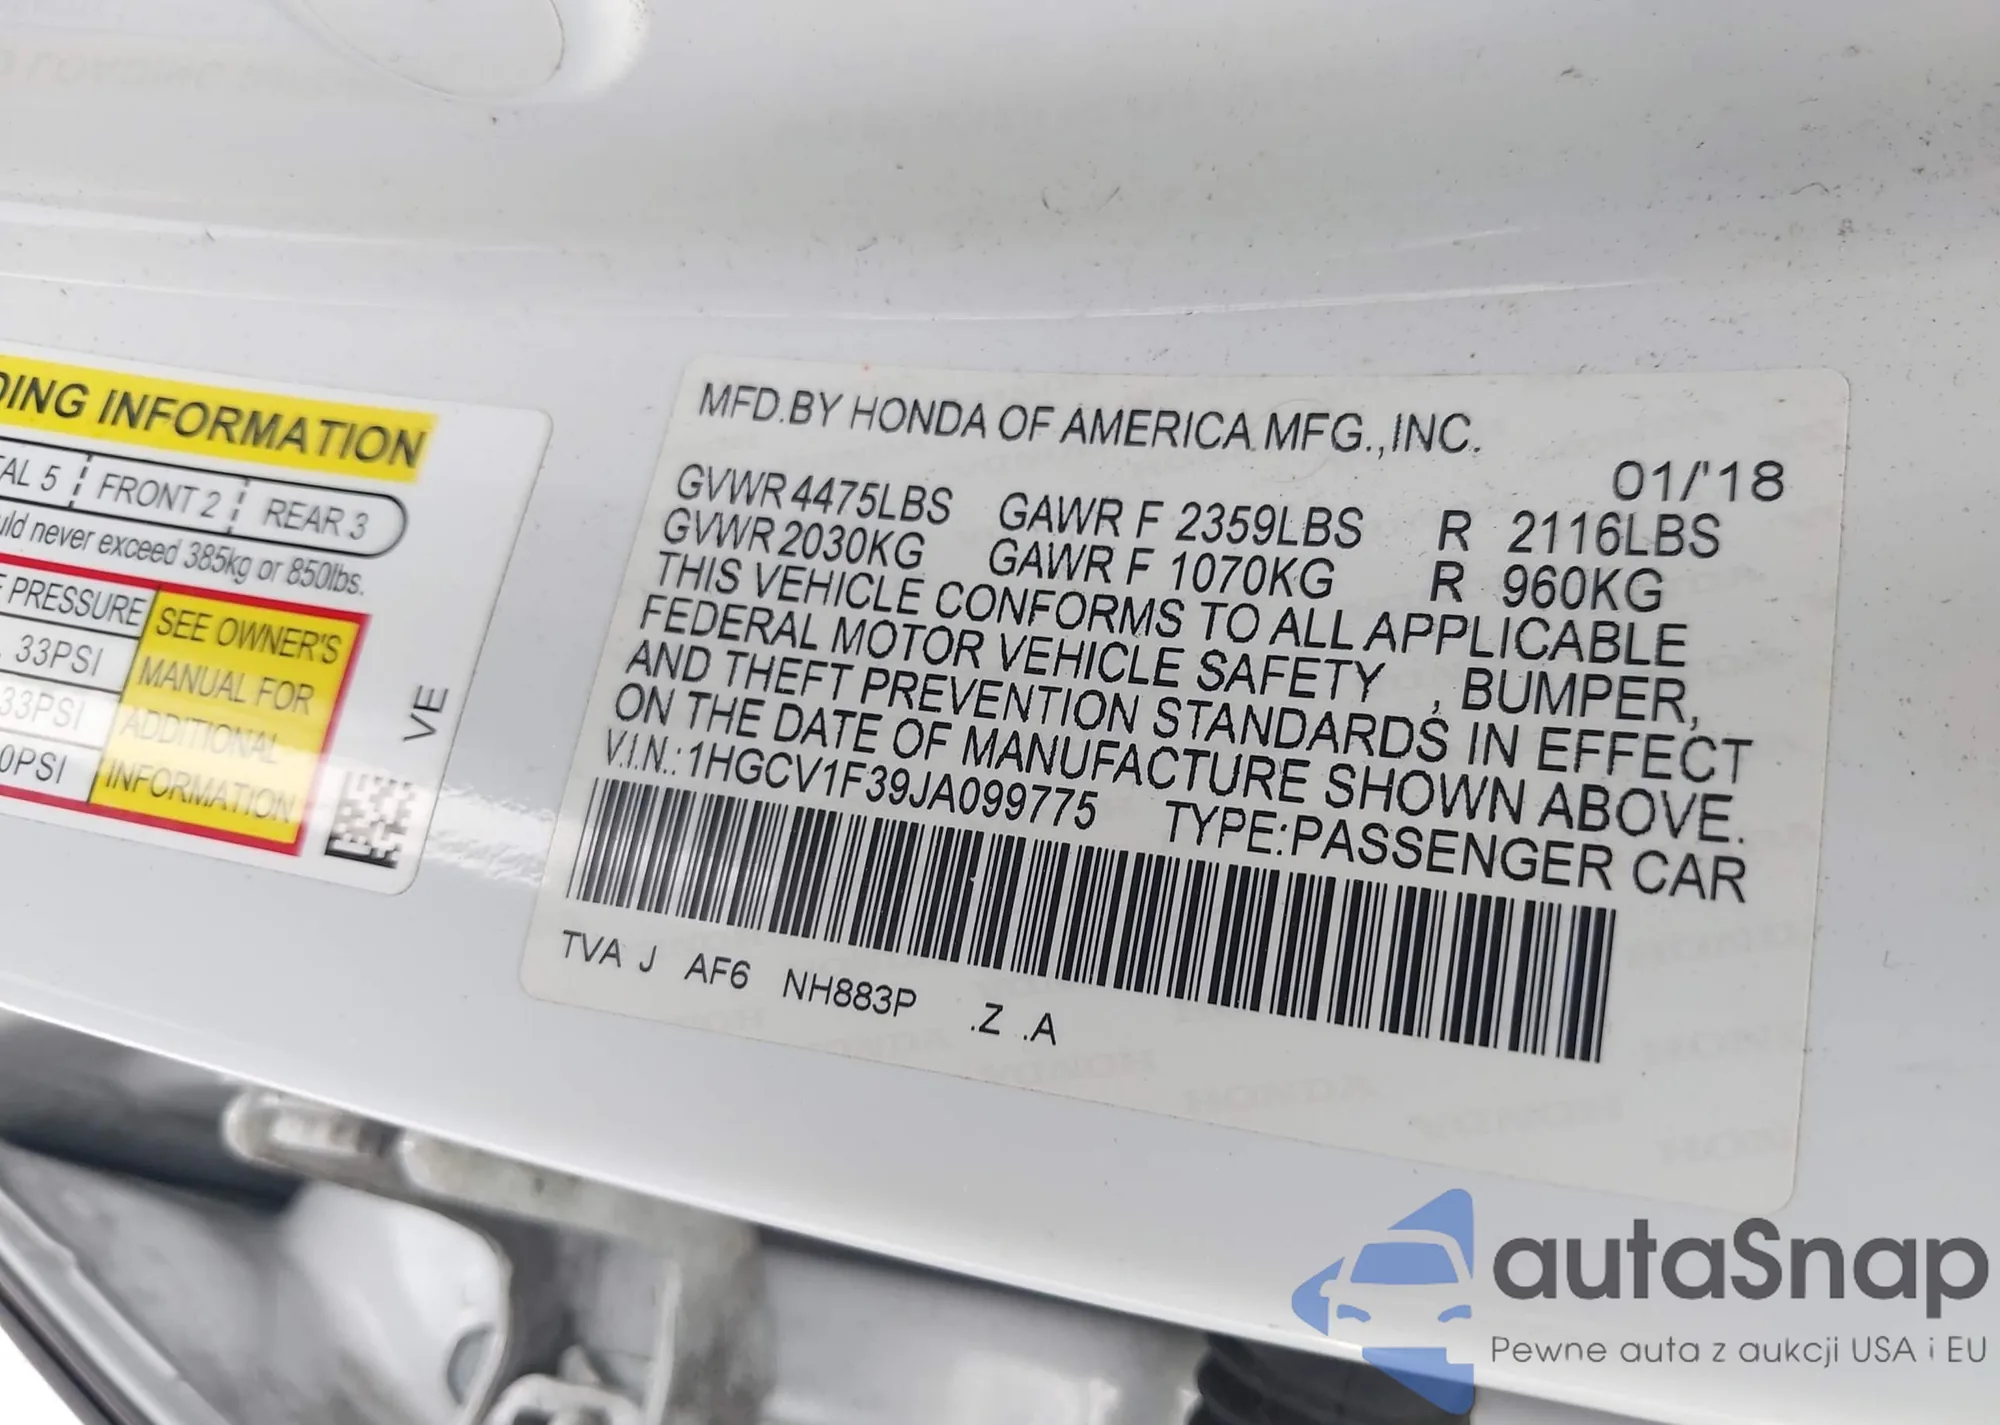 DING INFORMATION
TAL 5 FRONT 2 REAR 3
uld never exceed 385kg or 850lbs.
E PRESSURE
33PSI
33PSI
0PSI
SEE OWNER'S
MANUAL FOR
ADDITIONAL
INFORMATION
VE
MFD.BY HONDA OF AMERICA MFG.,INC.
01/'18
GVWR 4475LBS GAWR F 2359LBS R 2116LBS
GVWR 2030KG GAWR F 1070KG R 960KG
THIS VEHICLE CONFORMS TO ALL APPLICABLE
FEDERAL MOTOR VEHICLE SAFETY , BUMPER,
AND THEFT PREVENTION STANDARDS IN EFFECT
ON THE DATE OF MANUFACTURE SHOWN ABOVE.
V.I.N.:1HGCV1F39JA099775 TYPE:PASSENGER CAR
TVA J AF6 NH883P .Z .A
autaSnap
Pewne auta z aukcji USA i EU